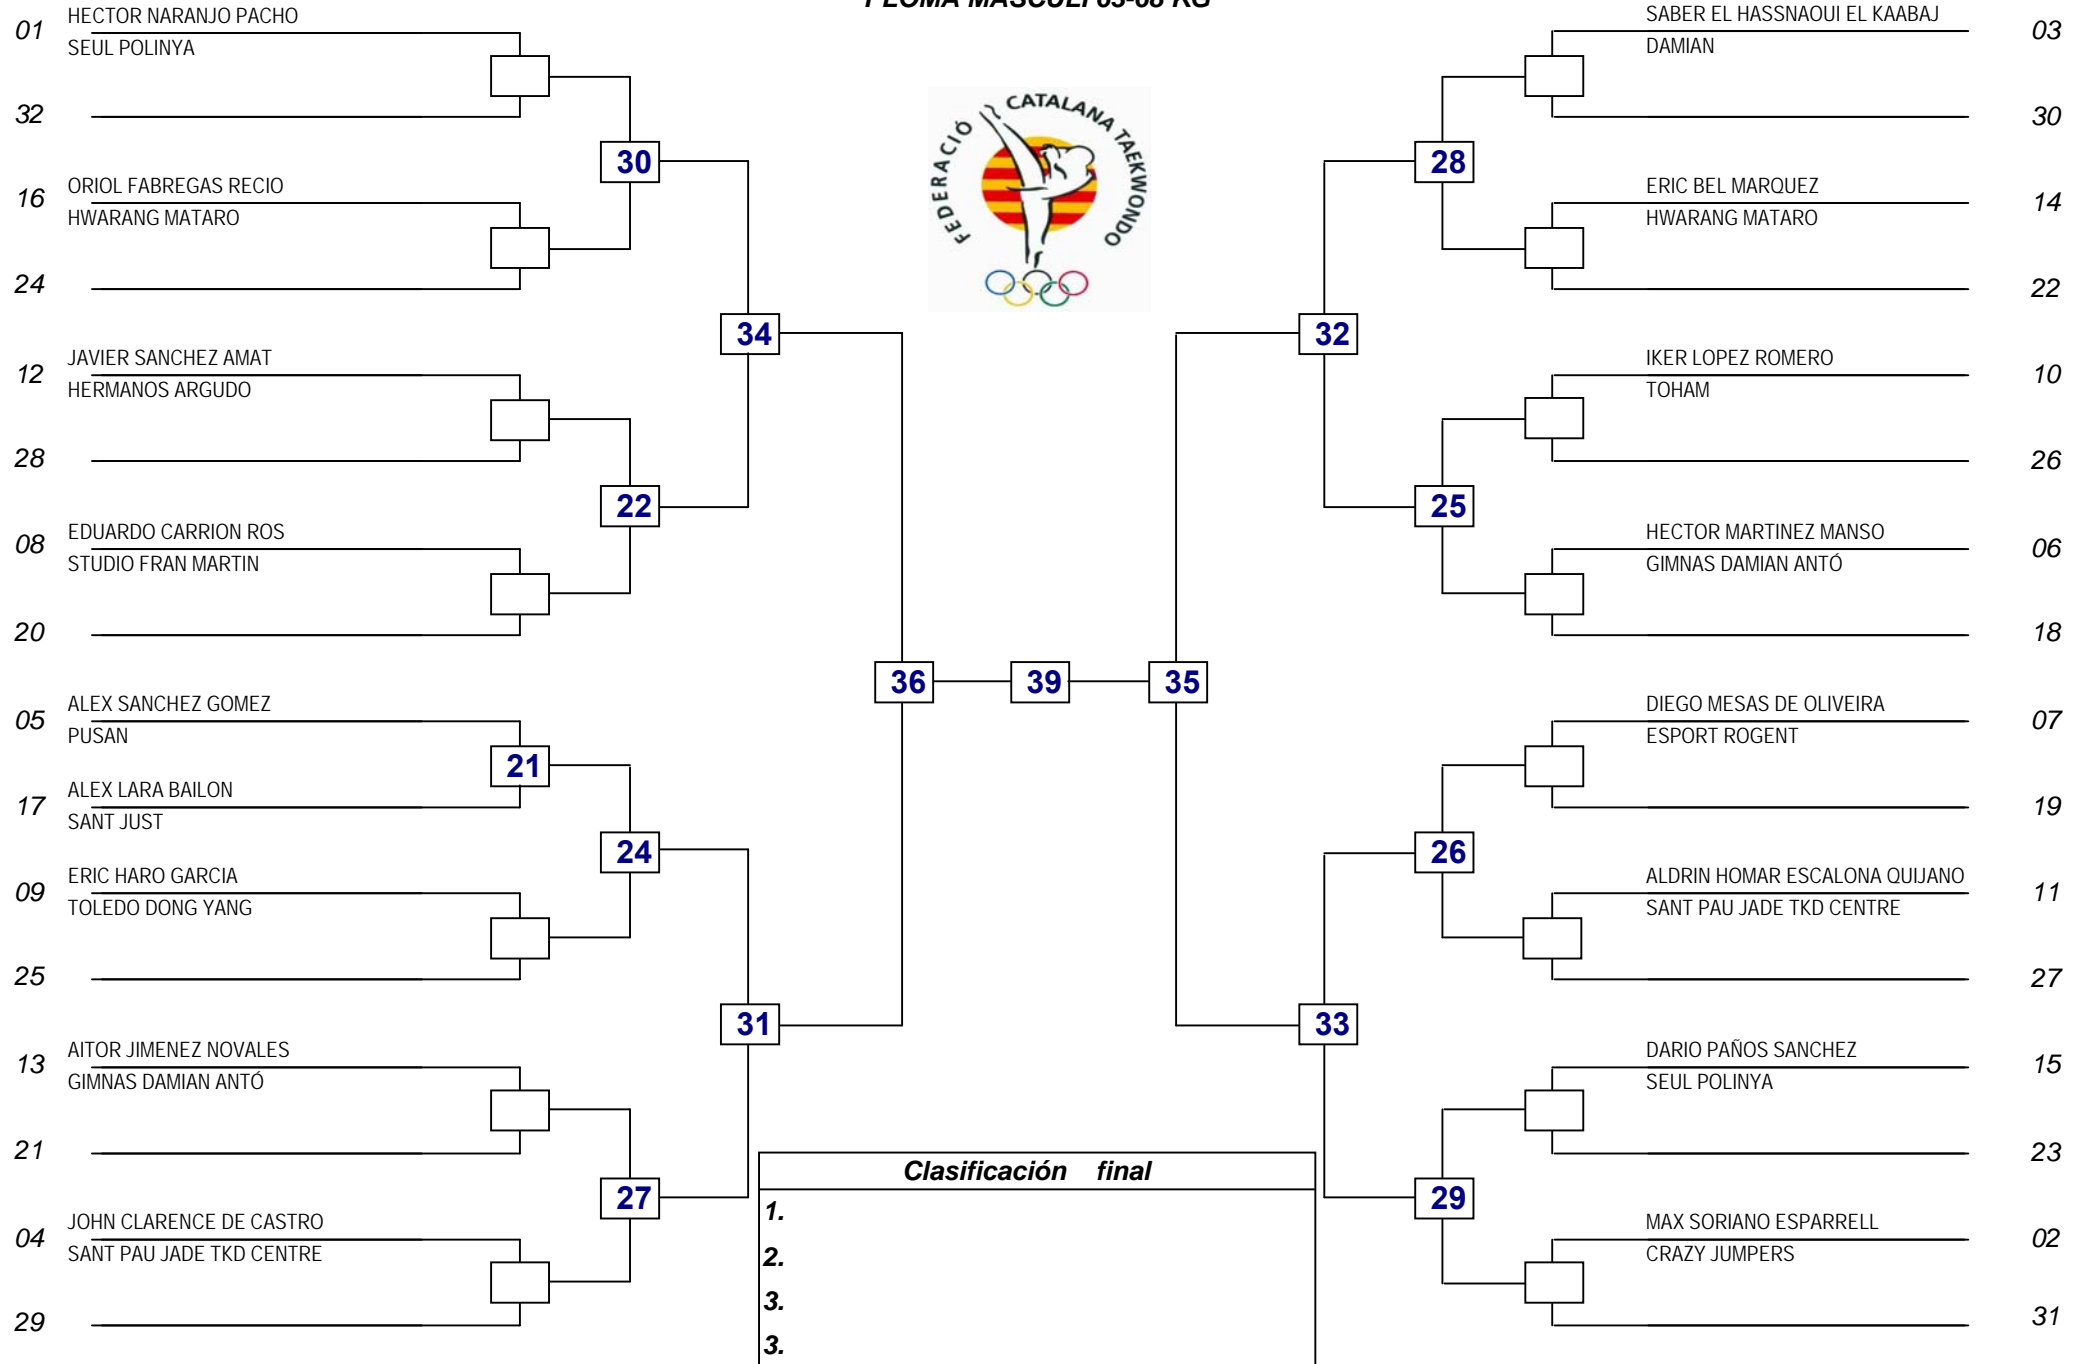 PLOMA MASCULI 63-68 KG
01
HECTOR NARANJO PACHO
SEUL POLINYA
32
16
ORIOL FABREGAS RECIO
HWARANG MATARO
24
12
JAVIER SANCHEZ AMAT
HERMANOS ARGUDO
28
08
EDUARDO CARRION ROS
STUDIO FRAN MARTIN
20
05
ALEX SANCHEZ GOMEZ
PUSAN
17
ALEX LARA BAILON
SANT JUST
09
ERIC HARO GARCIA
TOLEDO DONG YANG
25
13
AITOR JIMENEZ NOVALES
GIMNAS DAMIAN ANTÓ
21
04
JOHN CLARENCE DE CASTRO
SANT PAU JADE TKD CENTRE
29
21
30
22
24
27
34
31
36
39
35
32
33
28
25
26
29
FEDERACIÓ CATALANA TAEKWONDO
SABER EL HASSNAOUI EL KAABAJ
03
DAMIAN
30
ERIC BEL MARQUEZ
14
HWARANG MATARO
22
IKER LOPEZ ROMERO
10
TOHAM
26
HECTOR MARTINEZ MANSO
06
GIMNAS DAMIAN ANTÓ
18
DIEGO MESAS DE OLIVEIRA
07
ESPORT ROGENT
19
ALDRIN HOMAR ESCALONA QUIJANO
11
SANT PAU JADE TKD CENTRE
27
DARIO PAÑOS SANCHEZ
15
SEUL POLINYA
23
MAX SORIANO ESPARRELL
02
CRAZY JUMPERS
31
Clasificación final
1.
2.
3.
3.